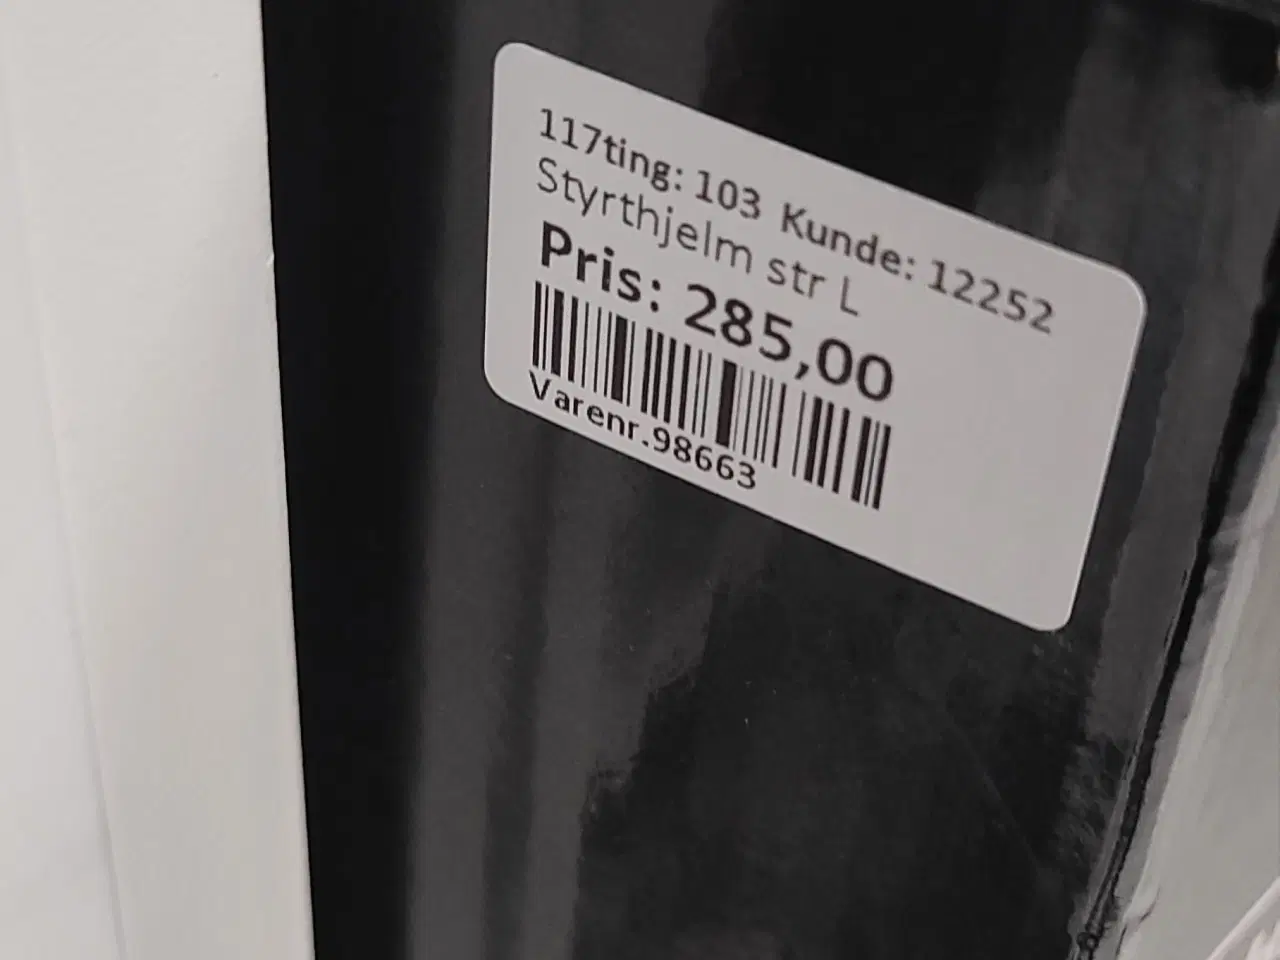 117ting: 103 Kunde: 12252
Styrthjelm str L
Pris: 285,00
Varenr.98663